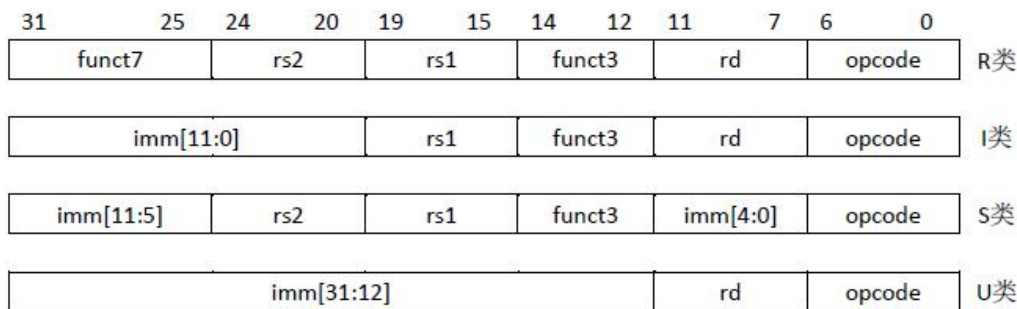 31 25 24 20 19 15 14 12 11 7 6 0
funct7 rs2 rs1 funct3 rd opcode R类
imm[11:0] rs1 funct3 rd opcode I类
imm[11:5] rs2 rs1 funct3 imm[4:0] opcode S类
imm[31:12] rd opcode U类